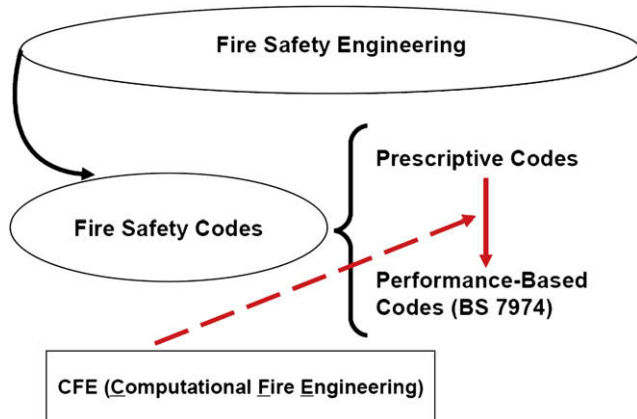 Fire Safety Engineering
Prescriptive Codes
Fire Safety Codes
Performance-Based
Codes (BS 7974)
CFE (Computational Fire Engineering)